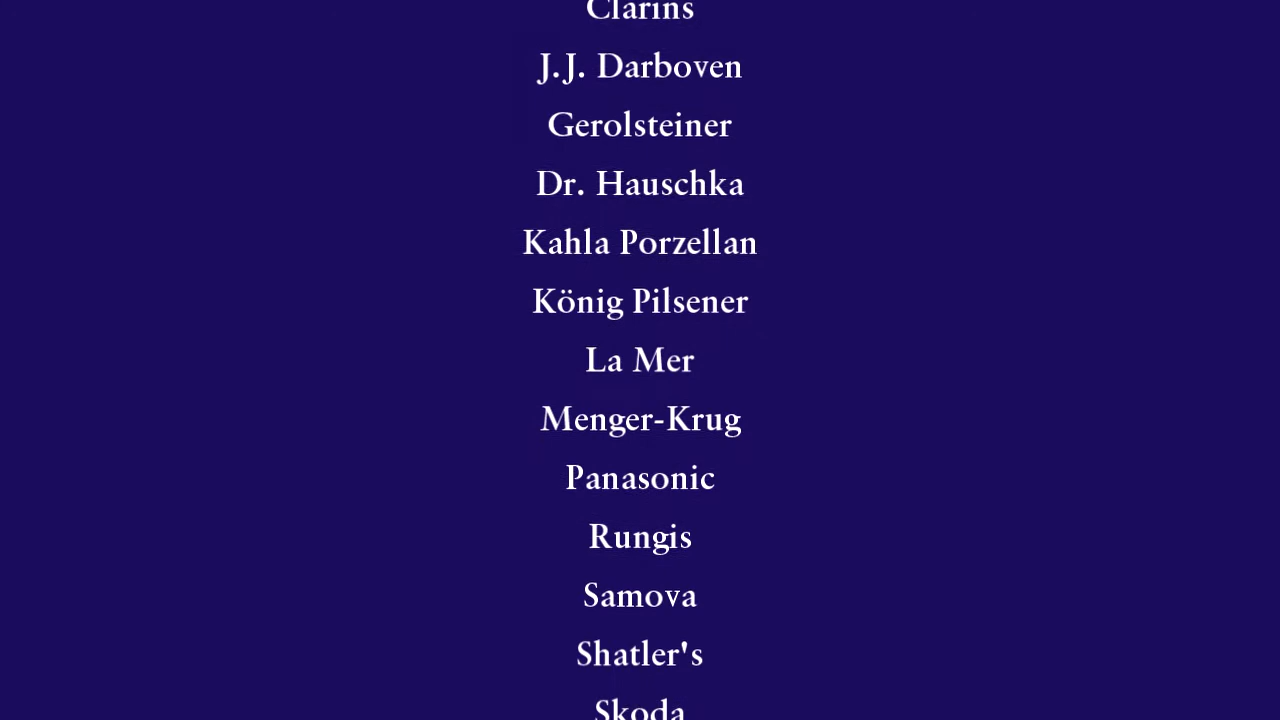 Clarins
J.J. Darboven
Gerolsteiner
Dr. Hauschka
Kahla Porzellan
König Pilsener
La Mer
Menger-Krug
Panasonic
Rungis
Samova
Shatler's
Skoda